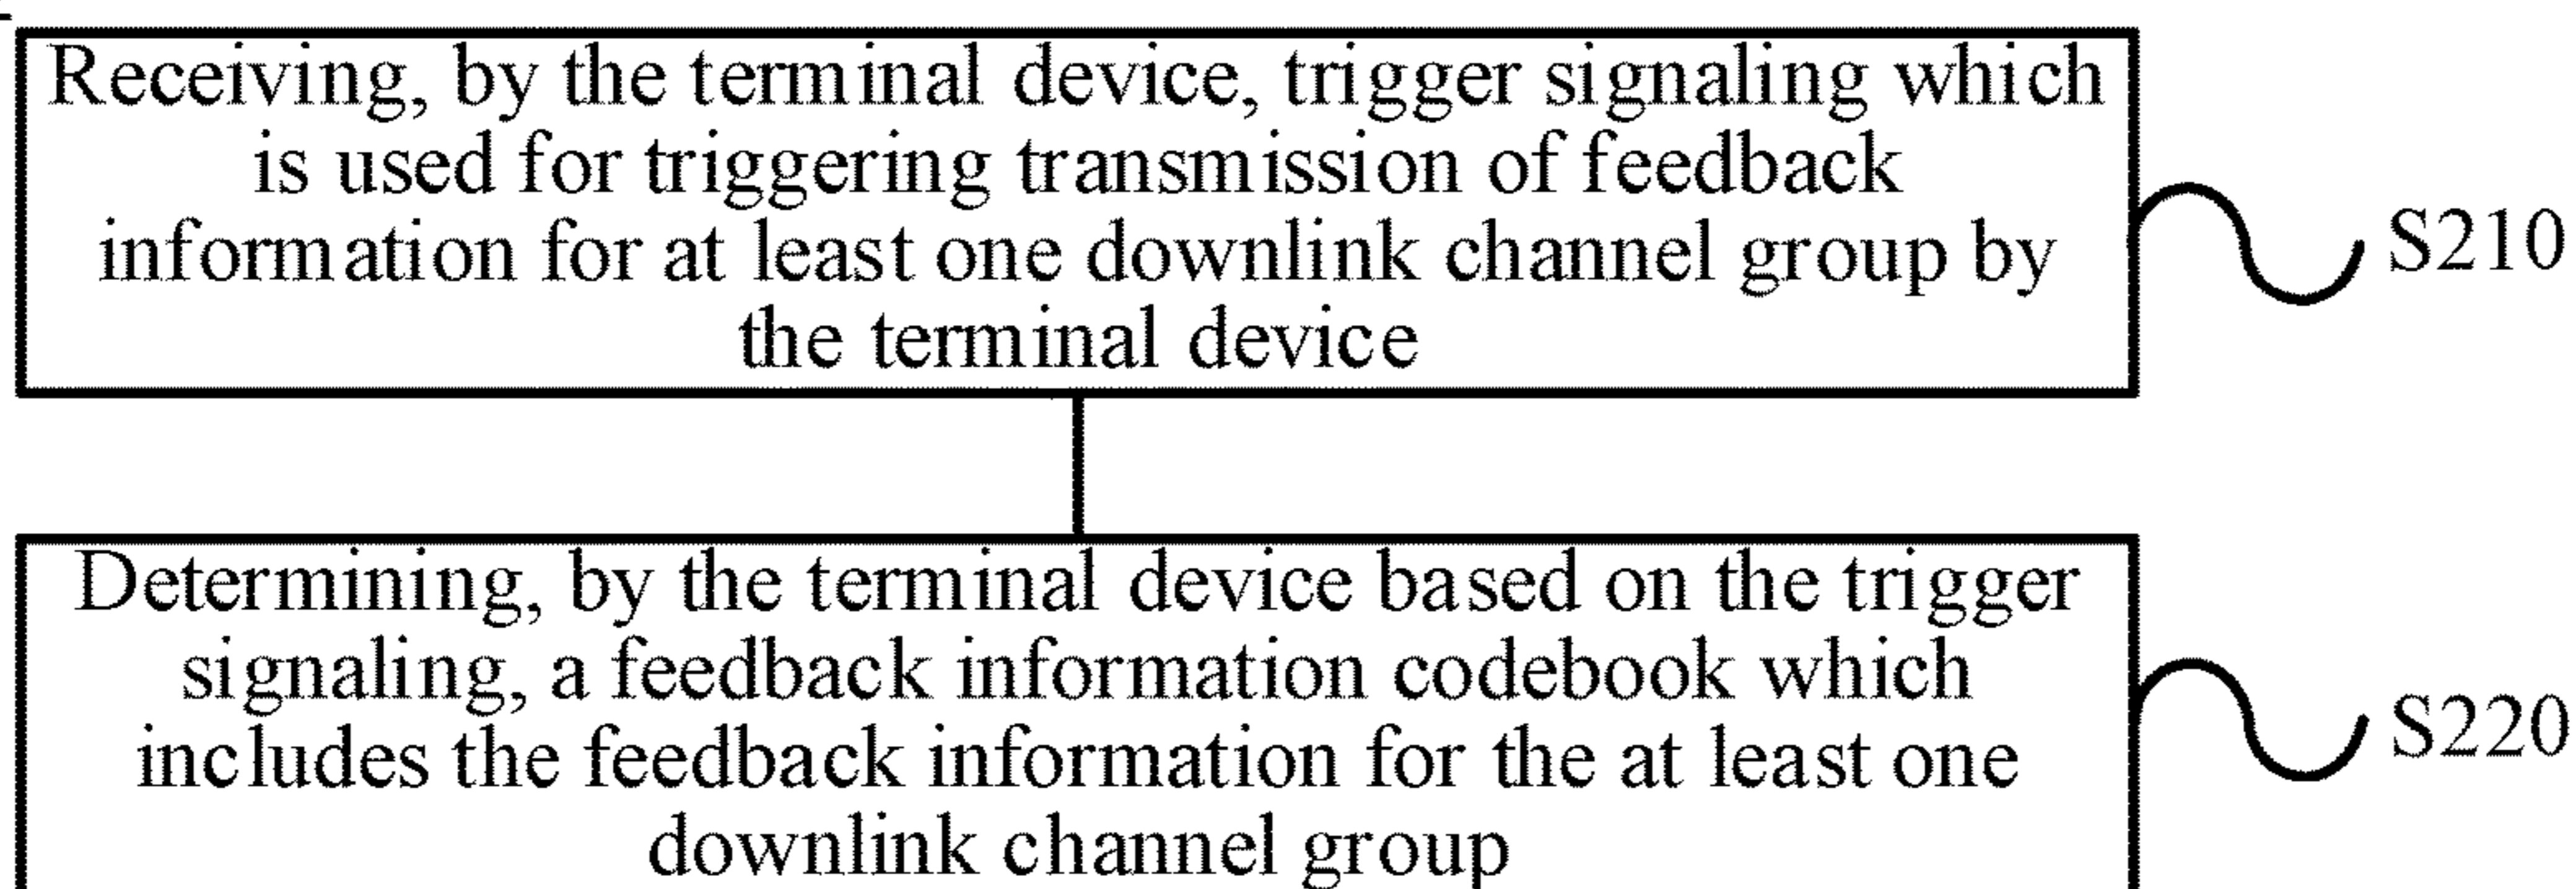 Receiving, by the terminal device, trigger signaling which
is used for triggering transmission of feedback
information for at least one downlink channel group by
the terminal device
S210
Determining, by the terminal device based on the trigger
signaling, a feedback information codebook which
includes the feedback information for the at least one
downlink channel group
S220